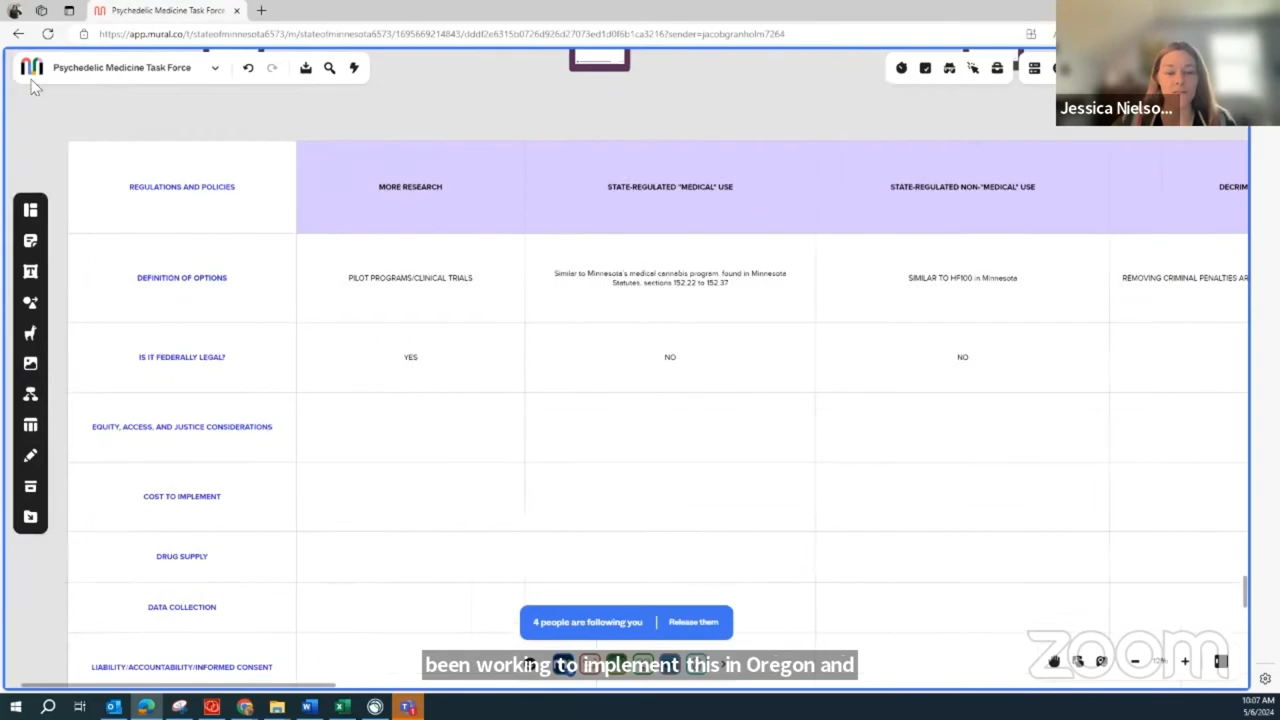 Psychedelic Medicine Task Force
https://app.mural.co/t/stateofminnesota6573/m/stateofminnesota6573/1695669214843/dddf2e6315b0726d926d27073ed1d0f6b1ca3216?sender=jacobgranholm7264
Psychedelic Medicine Task Force
Jessica Nielso...
REGULATIONS AND POLICIES
MORE RESEARCH
STATE-REGULATED "MEDICAL" USE
STATE-REGULATED NON-"MEDICAL" USE
DECRIM
DEFINITION OF OPTIONS
PILOT PROGRAMS/CLINICAL TRIALS
Similar to Minnesota's medical cannabis program, found in Minnesota
Statutes, sections 152.22 to 152.37
SIMILAR TO HF100 in Minnesota
REMOVING CRIMINAL PENALTIES AR
IS IT FEDERALLY LEGAL?
YES
NO
NO
EQUITY, ACCESS, AND JUSTICE CONSIDERATIONS
COST TO IMPLEMENT
DRUG SUPPLY
DATA COLLECTION
4 people are following you
Release them
LIABILITY/ACCOUNTABILITY/INFORMED CONSENT
been working to implement this in Oregon and
zoom
10:07 AM
5/6/2024